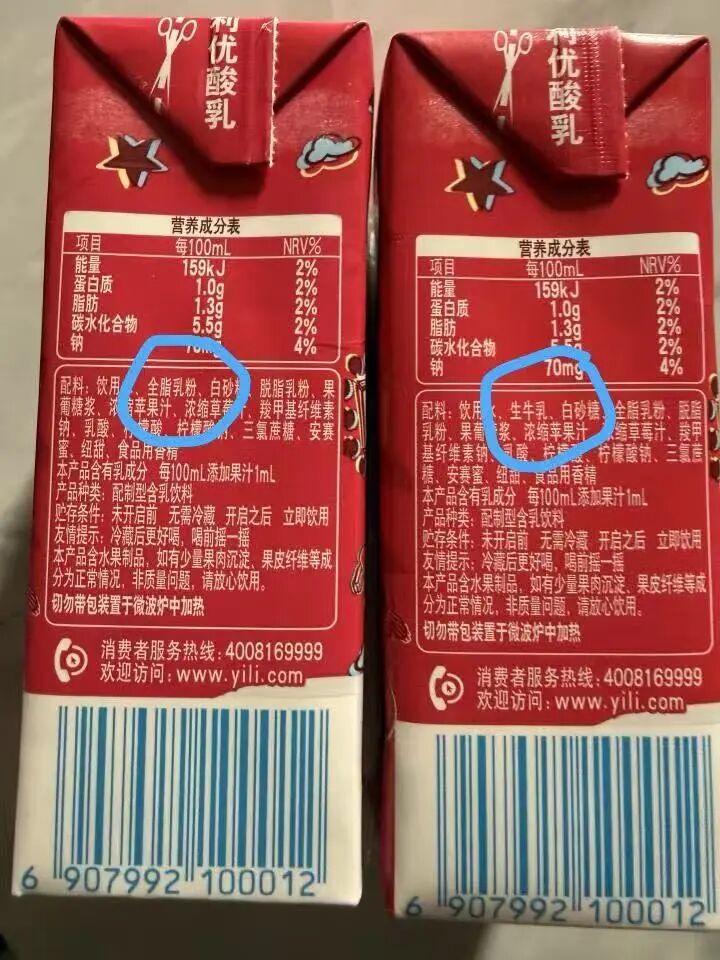 利优酸乳
营养成分表
项目 每100mL NRV%
能量 159kJ 2%
蛋白质 1.0g 2%
脂肪 1.3g 2%
碳水化合物 5.5g 2%
钠 70mg 4%
配料：饮用水、全脂乳粉、白砂糖、脱脂乳粉、果
葡糖浆、浓缩苹果汁、浓缩草莓汁、羧甲基纤维素
钠、乳酸、柠檬酸、柠檬酸钠、三氯蔗糖、安赛
蜜、纽甜、食品用香精
本产品含有乳成分 每100mL添加果汁1mL
产品种类：配制型含乳饮料
贮存条件：未开启前 无需冷藏 开启之后 立即饮用
友情提示：冷藏后更好喝，喝前摇一摇
本产品含水果制品，如有少量果肉沉淀、果皮纤维等成
分为正常情况，非质量问题，请放心饮用。
切勿带包装置于微波炉中加热
消费者服务热线：4008169999
欢迎访问：www.yili.com
6 907992 100012
利优酸乳
营养成分表
项目 每100mL NRV%
能量 159kJ 2%
蛋白质 1.0g 2%
脂肪 1.3g 2%
碳水化合物 5.5g 2%
钠 70mg 4%
配料：饮用水、生牛乳、白砂糖、全脂乳粉、脱脂
乳粉、果葡糖浆、浓缩苹果汁、浓缩草莓汁、羧甲
基纤维素钠、乳酸、柠檬酸、柠檬酸钠、三氯蔗
糖、安赛蜜、纽甜、食品用香精
本产品含有乳成分 每100mL添加果汁1mL
产品种类：配制型含乳饮料
贮存条件：未开启前 无需冷藏 开启之后 立即饮用
友情提示：冷藏后更好喝，喝前摇一摇
本产品含水果制品，如有少量果肉沉淀、果皮纤维等成
分为正常情况，非质量问题，请放心饮用。
切勿带包装置于微波炉中加热
消费者服务热线：4008169999
欢迎访问：www.yili.com
6 907992 100012